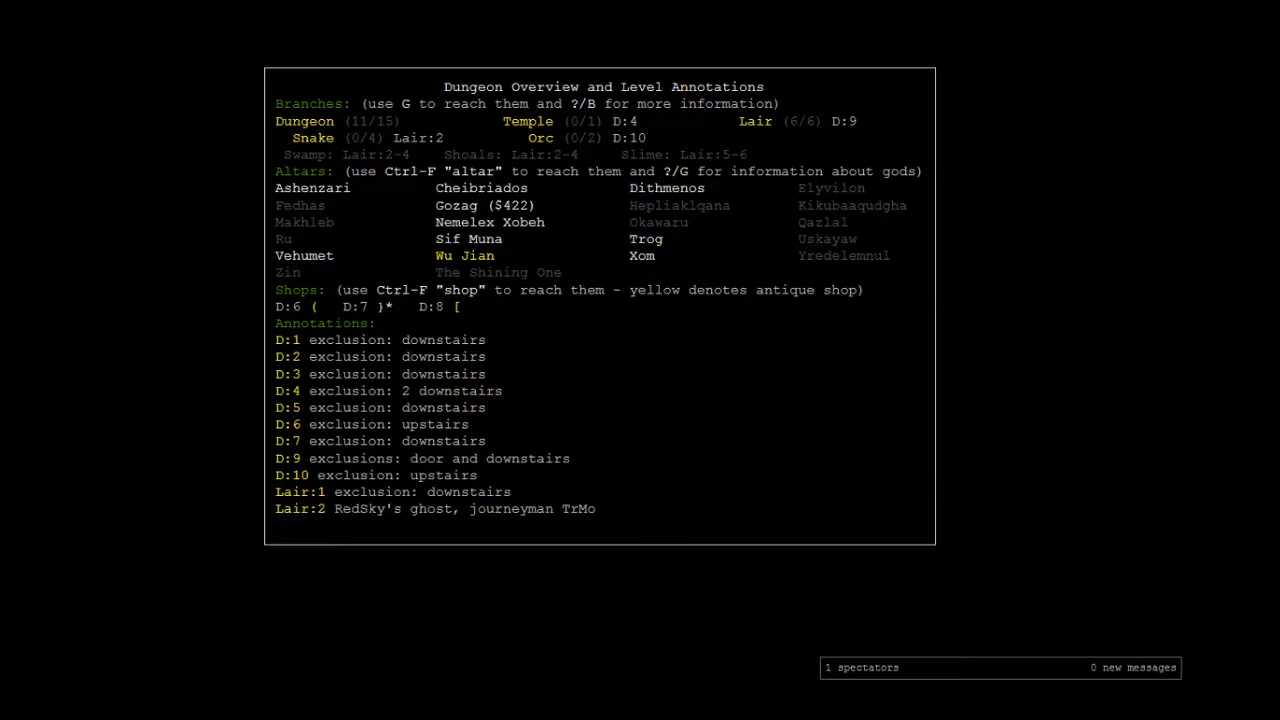 Dungeon Overview and Level Annotations
Branches: (use G to reach them and ?/B for more information)
Dungeon (11/15) Temple (0/1) D:4 Lair (6/6) D:9
Snake (0/4) Lair:2 Orc (0/2) D:10
Swamp: Lair:2-4 Shoals: Lair:2-4 Slime: Lair:5-6
Altars: (use Ctrl-F "altar" to reach them and ?/G for information about gods)
Ashenzari Cheibriados Dithmenos Elyvilon
Fedhas Gozag ($422) Hepliaklqana Kikubaaqudgha
Makhleb Nemelex Xobeh Okawaru Qazlal
Ru Sif Muna Trog Uskayaw
Vehumet Wu Jian Xom Yredelemnul
Zin The Shining One
Shops: (use Ctrl-F "shop" to reach them - yellow denotes antique shop)
D:6 ( D:7 }* D:8 [
Annotations:
D:1 exclusion: downstairs
D:2 exclusion: downstairs
D:3 exclusion: downstairs
D:4 exclusion: 2 downstairs
D:5 exclusion: downstairs
D:6 exclusion: upstairs
D:7 exclusion: downstairs
D:9 exclusions: door and downstairs
D:10 exclusion: upstairs
Lair:1 exclusion: downstairs
Lair:2 RedSky's ghost, journeyman TrMo
1 spectators 0 new messages